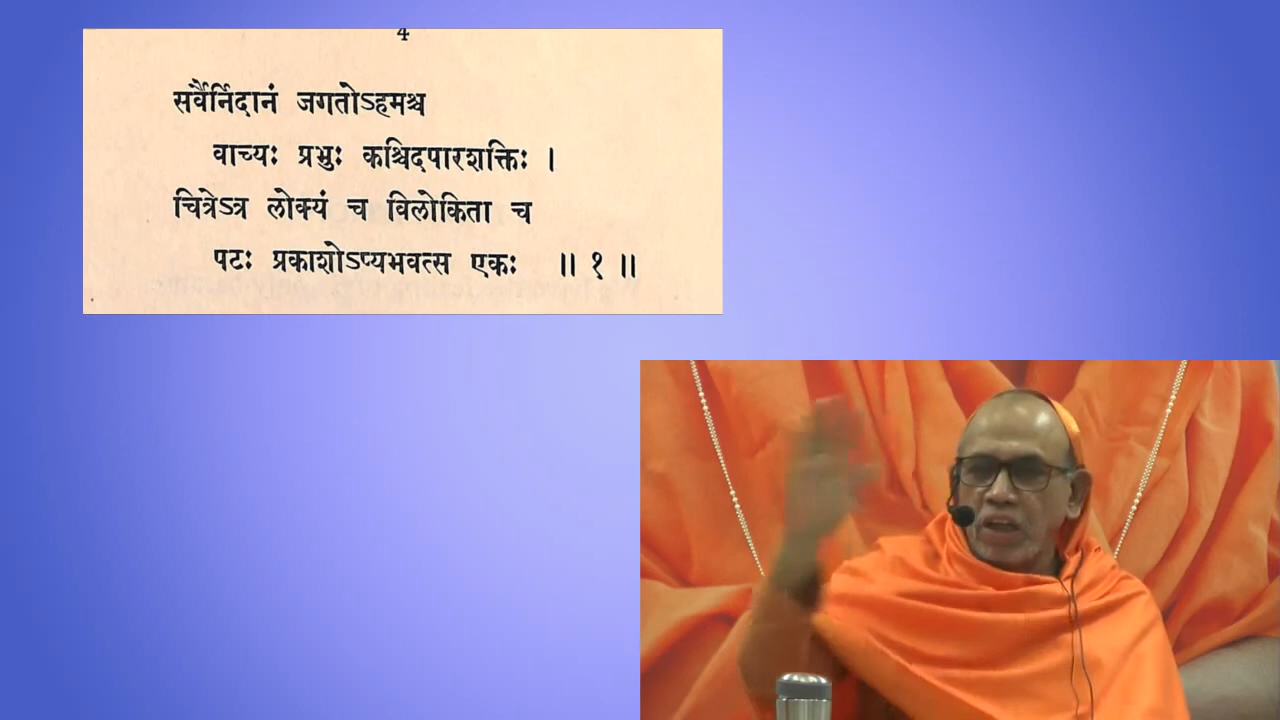 4
सर्वैर्निदानं जगतोऽहमश्च
वाच्यः प्रभुः कश्चिदपारशक्तिः ।
चित्रेऽत्र लोक्यं च विलोकिता च
पटः प्रकाशोऽप्यभवत्स एकः ॥ १ ॥